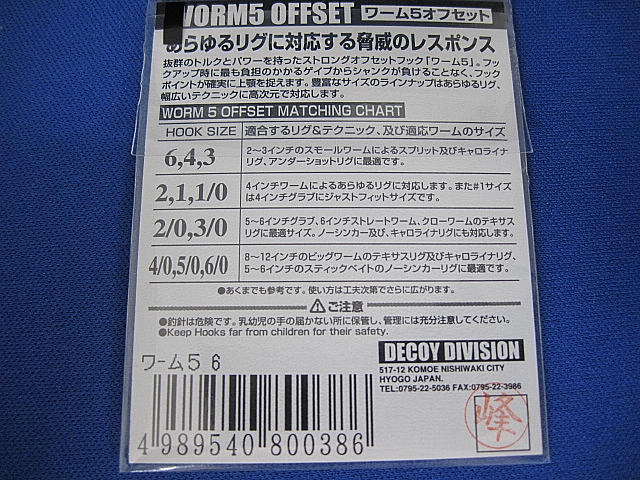 WORM5 OFFSET ワーム5オフセット
あらゆるリグに対応する脅威のレスポンス
抜群のトルクとパワーを持ったストロングオフセットフック「ワーム5」。フッ
クアップ時に最も負担のかかるゲイプからシャンクが負けることなく、フック
ポイントが確実に上顎を捉えます。豊富なサイズのラインナップはあらゆるリグ、
幅広いテクニックに高次元で対応します。
WORM 5 OFFSET MATCHING CHART
HOOK SIZE 適合するリグ&テクニック、及び適応ワームのサイズ
6,4,3 2〜3インチのスモールワームによるスプリット及びキャロライナ
リグ、アンダーショットリグに最適です。
2,1,1/0 4インチワームによるあらゆるリグに対応します。また#1サイズ
は4インチグラブにジャストフィットサイズです。
2/0,3/0 5〜6インチグラブ、6インチストレートワーム、クローワームのテキサス
リグに最適サイズ。ノーシンカー及び、キャロライナリグにも対応します。
4/0,5/0,6/0 8〜12インチのビッグワームのテキサスリグ及びキャロライナリグ、
5〜6インチのスティックベイトのノーシンカーリグに最適です。
●あくまでも参考です。使い方は工夫次第でさらに広がります。
⚠ご注意
●釣針は危険です。乳幼児の手の届かない所に保管し、管理には充分注意してください。
●Keep Hooks far from children for their safety.
ワーム5 6
DECOY DIVISION
517-12 KOMOE NISHIWAKI CITY
HYOGO JAPAN.
TEL:0795-22-5036 FAX:0795-22-3986
峰
4 989540 800386